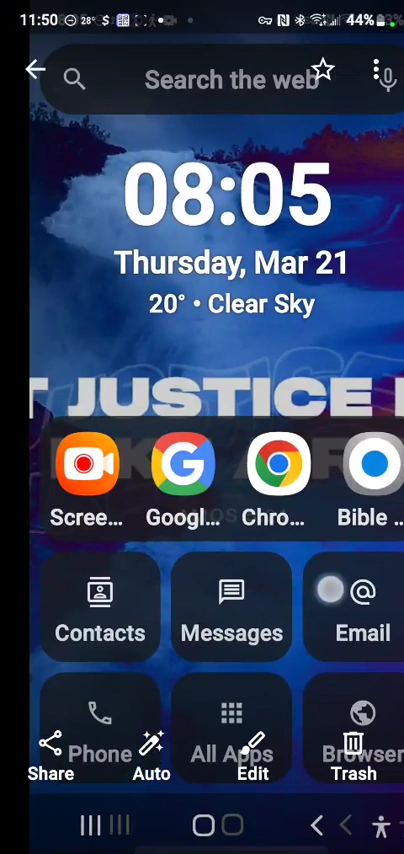 11:50 28° $ 44%
Search the web
08:05
Thursday, Mar 21
20° • Clear Sky
T JUSTICE
Scree... Googl... Chro... Bible ..
Contacts Messages Email
Phone All Apps Browser
Share Auto Edit Trash